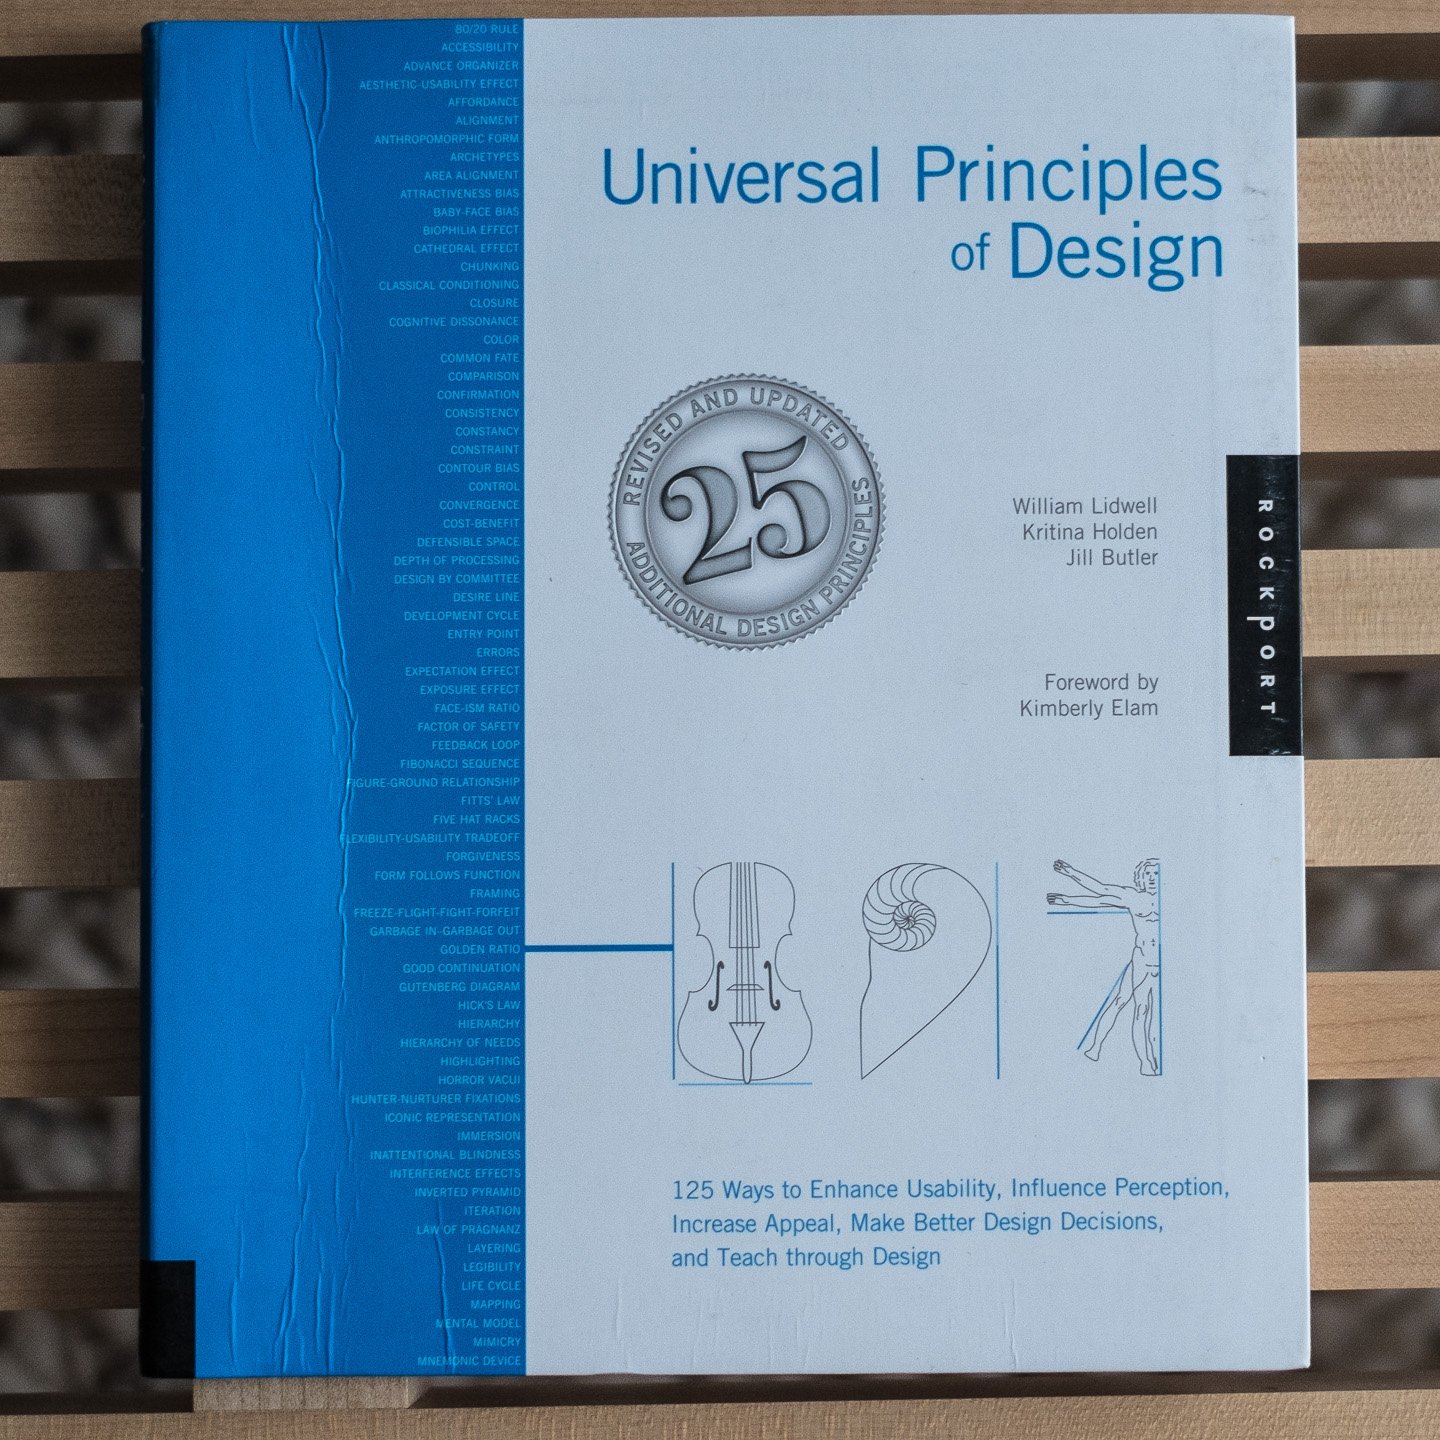 80/20 RULE
ACCESSIBILITY
ADVANCE ORGANIZER
AESTHETIC-USABILITY EFFECT
AFFORDANCE
ALIGNMENT
ANTHROPOMORPHIC FORM
ARCHETYPES
AREA ALIGNMENT
ATTRACTIVENESS BIAS
BABY-FACE BIAS
BIOPHILIA EFFECT
CATHEDRAL EFFECT
CHUNKING
CLASSICAL CONDITIONING
CLOSURE
COGNITIVE DISSONANCE
COLOR
COMMON FATE
COMPARISON
CONFIRMATION
CONSISTENCY
CONSTANCY
CONSTRAINT
CONTOUR BIAS
CONTROL
CONVERGENCE
COST-BENEFIT
DEFENSIBLE SPACE
DEPTH OF PROCESSING
DESIGN BY COMMITTEE
DESIRE LINE
DEVELOPMENT CYCLE
ENTRY POINT
ERRORS
EXPECTATION EFFECT
EXPOSURE EFFECT
FACE-ISM RATIO
FACTOR OF SAFETY
FEEDBACK LOOP
FIBONACCI SEQUENCE
FIGURE-GROUND RELATIONSHIP
FITTS' LAW
FIVE HAT RACKS
FLEXIBILITY-USABILITY TRADEOFF
FORGIVENESS
FORM FOLLOWS FUNCTION
FRAMING
FREEZE-FLIGHT-FIGHT-FORFEIT
GARBAGE IN-GARBAGE OUT
GOLDEN RATIO
GOOD CONTINUATION
GUTENBERG DIAGRAM
HICK'S LAW
HIERARCHY
HIERARCHY OF NEEDS
HIGHLIGHTING
HORROR VACUI
HUNTER-NURTURER FIXATIONS
ICONIC REPRESENTATION
IMMERSION
INATTENTIONAL BLINDNESS
INTERFERENCE EFFECTS
INVERTED PYRAMID
ITERATION
LAW OF PRÄGNANZ
LAYERING
LEGIBILITY
LIFE CYCLE
MAPPING
MENTAL MODEL
MIMICRY
MNEMONIC DEVICE
Universal Principles
of Design
REVISED AND UPDATED
25
ADDITIONAL DESIGN PRINCIPLES
William Lidwell
Kritina Holden
Jill Butler
ROCKPORT
Foreword by
Kimberly Elam
125 Ways to Enhance Usability, Influence Perception,
Increase Appeal, Make Better Design Decisions,
and Teach through Design